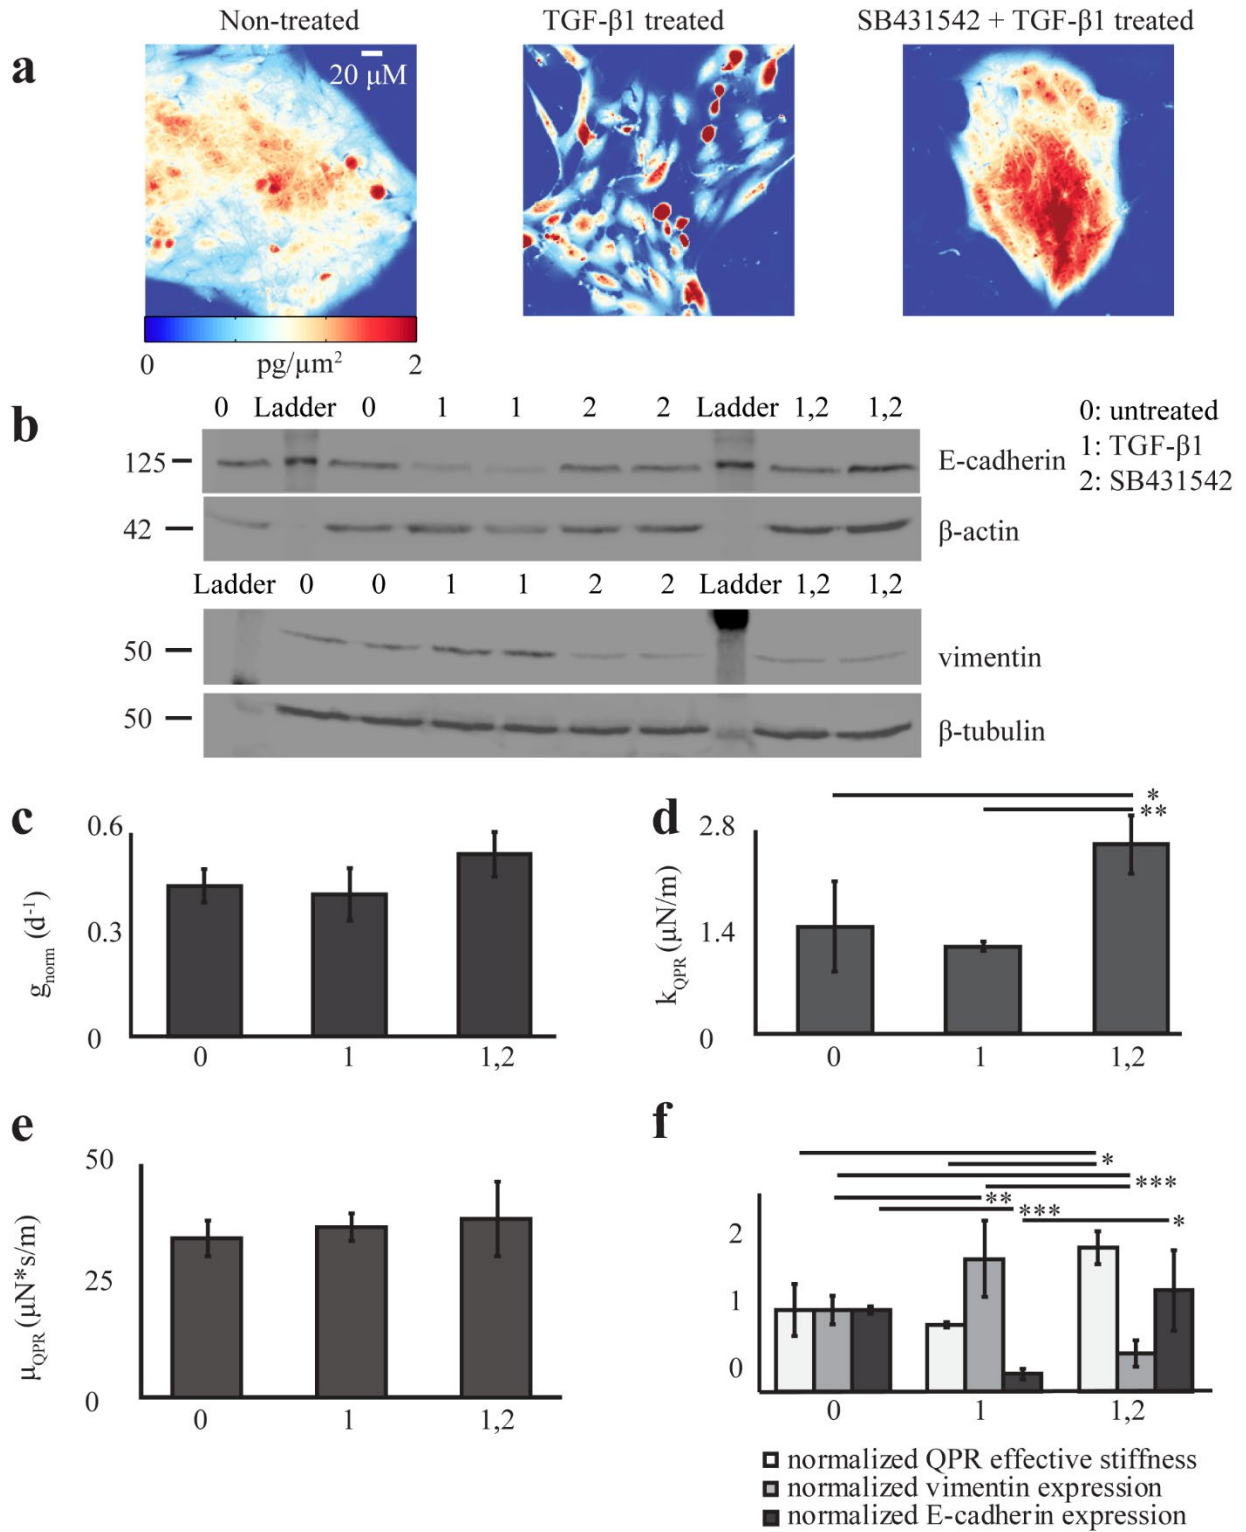 Non-treated TGF-β1 treated SB431542 + TGF-β1 treated
a
20 µM
0 pg/µm² 2
b
0 Ladder 0 1 1 2 2 Ladder 1,2 1,2
0: untreated
1: TGF-β1
2: SB431542
125 E-cadherin
42 β-actin
Ladder 0 0 1 1 2 2 Ladder 1,2 1,2
50 vimentin
50 β-tubulin
c
0.6
0.3
0
g_norm (d⁻¹)
0 1 1,2
d
*
**
2.8
1.4
0
k_QPR (µN/m)
0 1 1,2
e
50
25
0
µ_QPR (µN*s/m)
0 1 1,2
f
*
***
**
***
*
2
1
0
0 1 1,2
normalized QPR effective stiffness
normalized vimentin expression
normalized E-cadherin expression